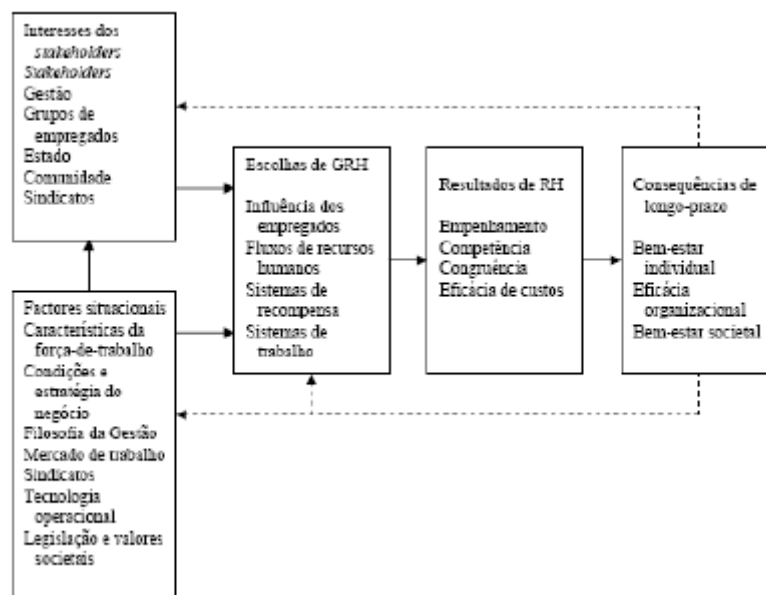 Interesses dos
stakeholders
Stakeholders
Gestão
Grupos de
empregados
Estado
Comunidade
Sindicatos
Factores situacionais
Características da
força-de-trabalho
Condições e
estratégia do
negócio
Filosofia da Gestão
Mercado de trabalho
Sindicatos
Tecnologia
operacional
Legislação e valores
societais
Escolhas de GRH
Influência dos
empregados
Fluxos de recursos
humanos
Sistemas de
recompensa
Sistemas de
trabalho
Resultados de RH
Empenhamento
Competência
Congruência
Eficácia de custos
Consequências de
longo-prazo
Bem-estar
individual
Eficácia
organizacional
Bem-estar societal